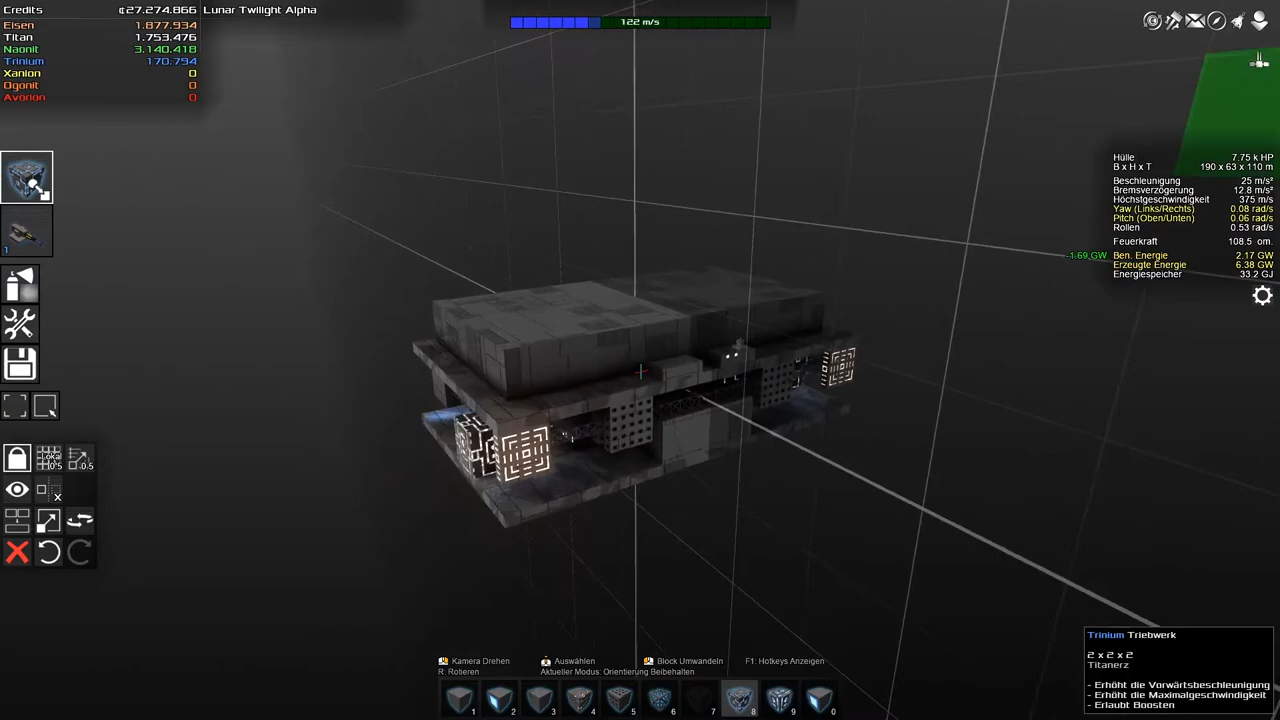 Credits ¢27.274.866 Lunar Twilight Alpha
Eisen 1.877.934
Titan 1.753.476
Naonit 3.140.418
Trinium 170.794
Xanion 0
Ogonit 0
Avorion 0
122 m/s
Hülle 7.75 k HP
B x H x T 190 x 63 x 110 m
Beschleunigung 25 m/s²
Bremsverzögerung 12.8 m/s²
Höchstgeschwindigkeit 375 m/s
Yaw (Links/Rechts) 0.08 rad/s
Pitch (Oben/Unten) 0.06 rad/s
Rollen 0.53 rad/s
Feuerkraft 108.5 om.
-1.69 GW Ben. Energie 2.17 GW
Erzeugte Energie 6.38 GW
Energiespeicher 33.2 GJ
1
Lokal
0.5
0.5
x
Kamera Drehen Auswählen Block Umwandeln F1: Hotkeys Anzeigen
R: Rotieren Aktueller Modus: Orientierung Beibehalten
1 2 3 4 5 6 7 8 9 0
Trinium Triebwerk
2 x 2 x 2
Titanerz
- Erhöht die Vorwärtsbeschleunigung
- Erhöht die Maximalgeschwindigkeit
- Erlaubt Boosten